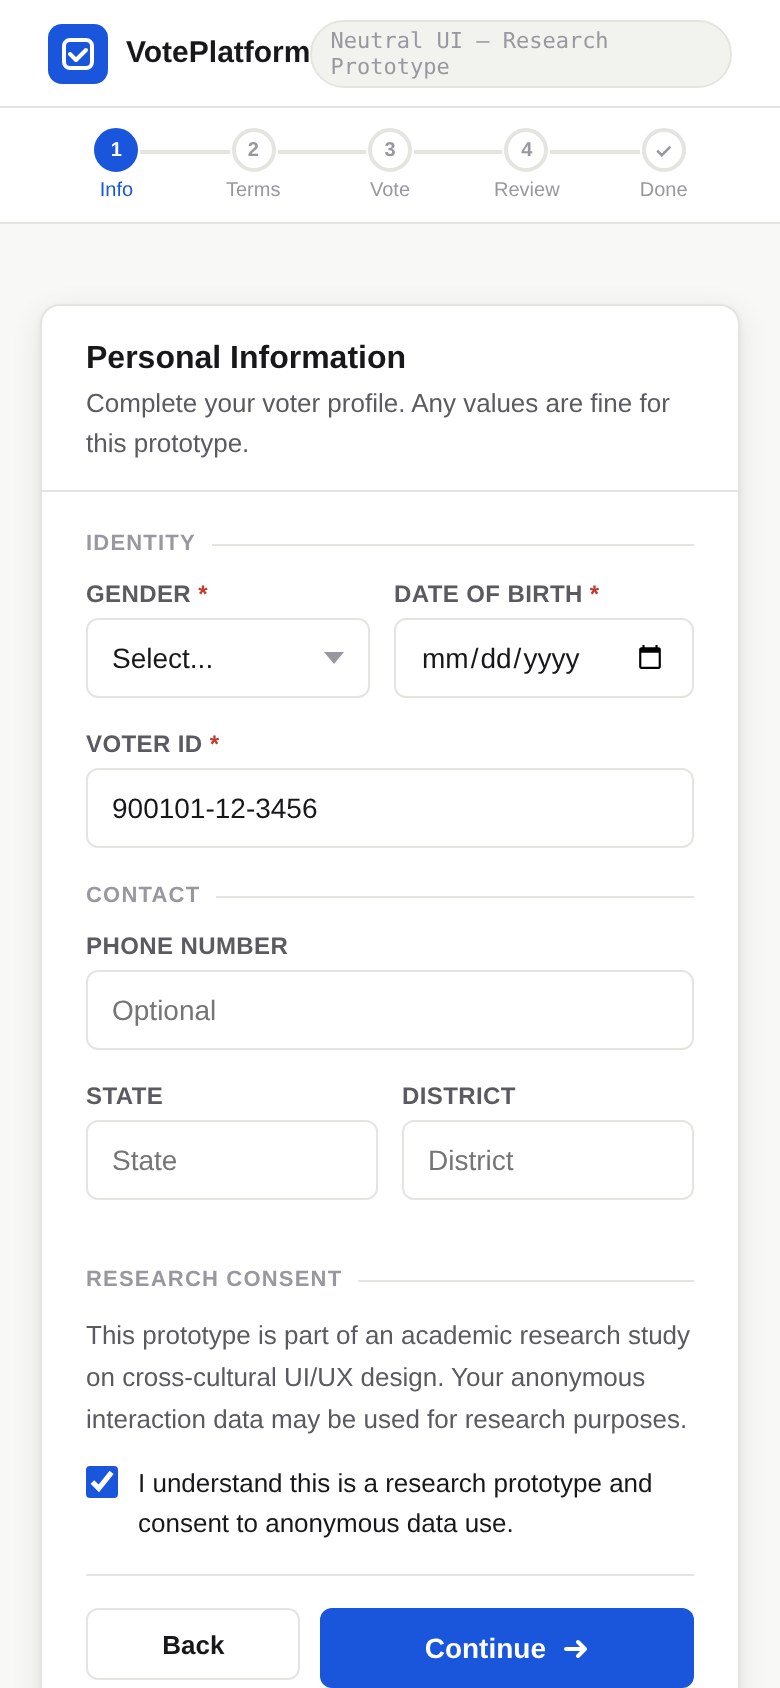 VotePlatform
Neutral UI — Research
Prototype
1 2 3 4
Info Terms Vote Review Done
Personal Information
Complete your voter profile. Any values are fine for
this prototype.
IDENTITY
GENDER * DATE OF BIRTH *
Select... mm/dd/yyyy
VOTER ID *
900101-12-3456
CONTACT
PHONE NUMBER
Optional
STATE DISTRICT
State District
RESEARCH CONSENT
This prototype is part of an academic research study
on cross-cultural UI/UX design. Your anonymous
interaction data may be used for research purposes.
I understand this is a research prototype and
consent to anonymous data use.
Back Continue →